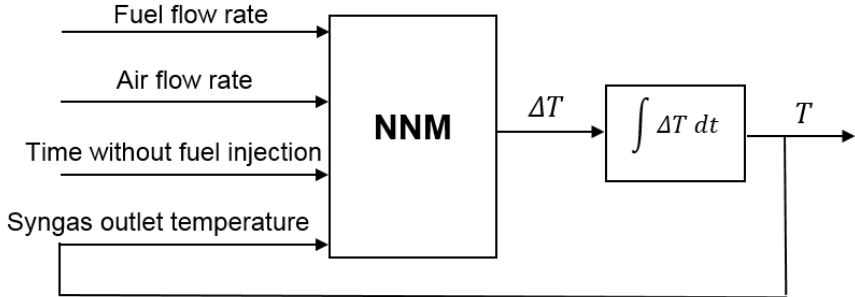 Fuel flow rate
Air flow rate
Time without fuel injection
Syngas outlet temperature
NNM
ΔT
∫ ΔT dt
T